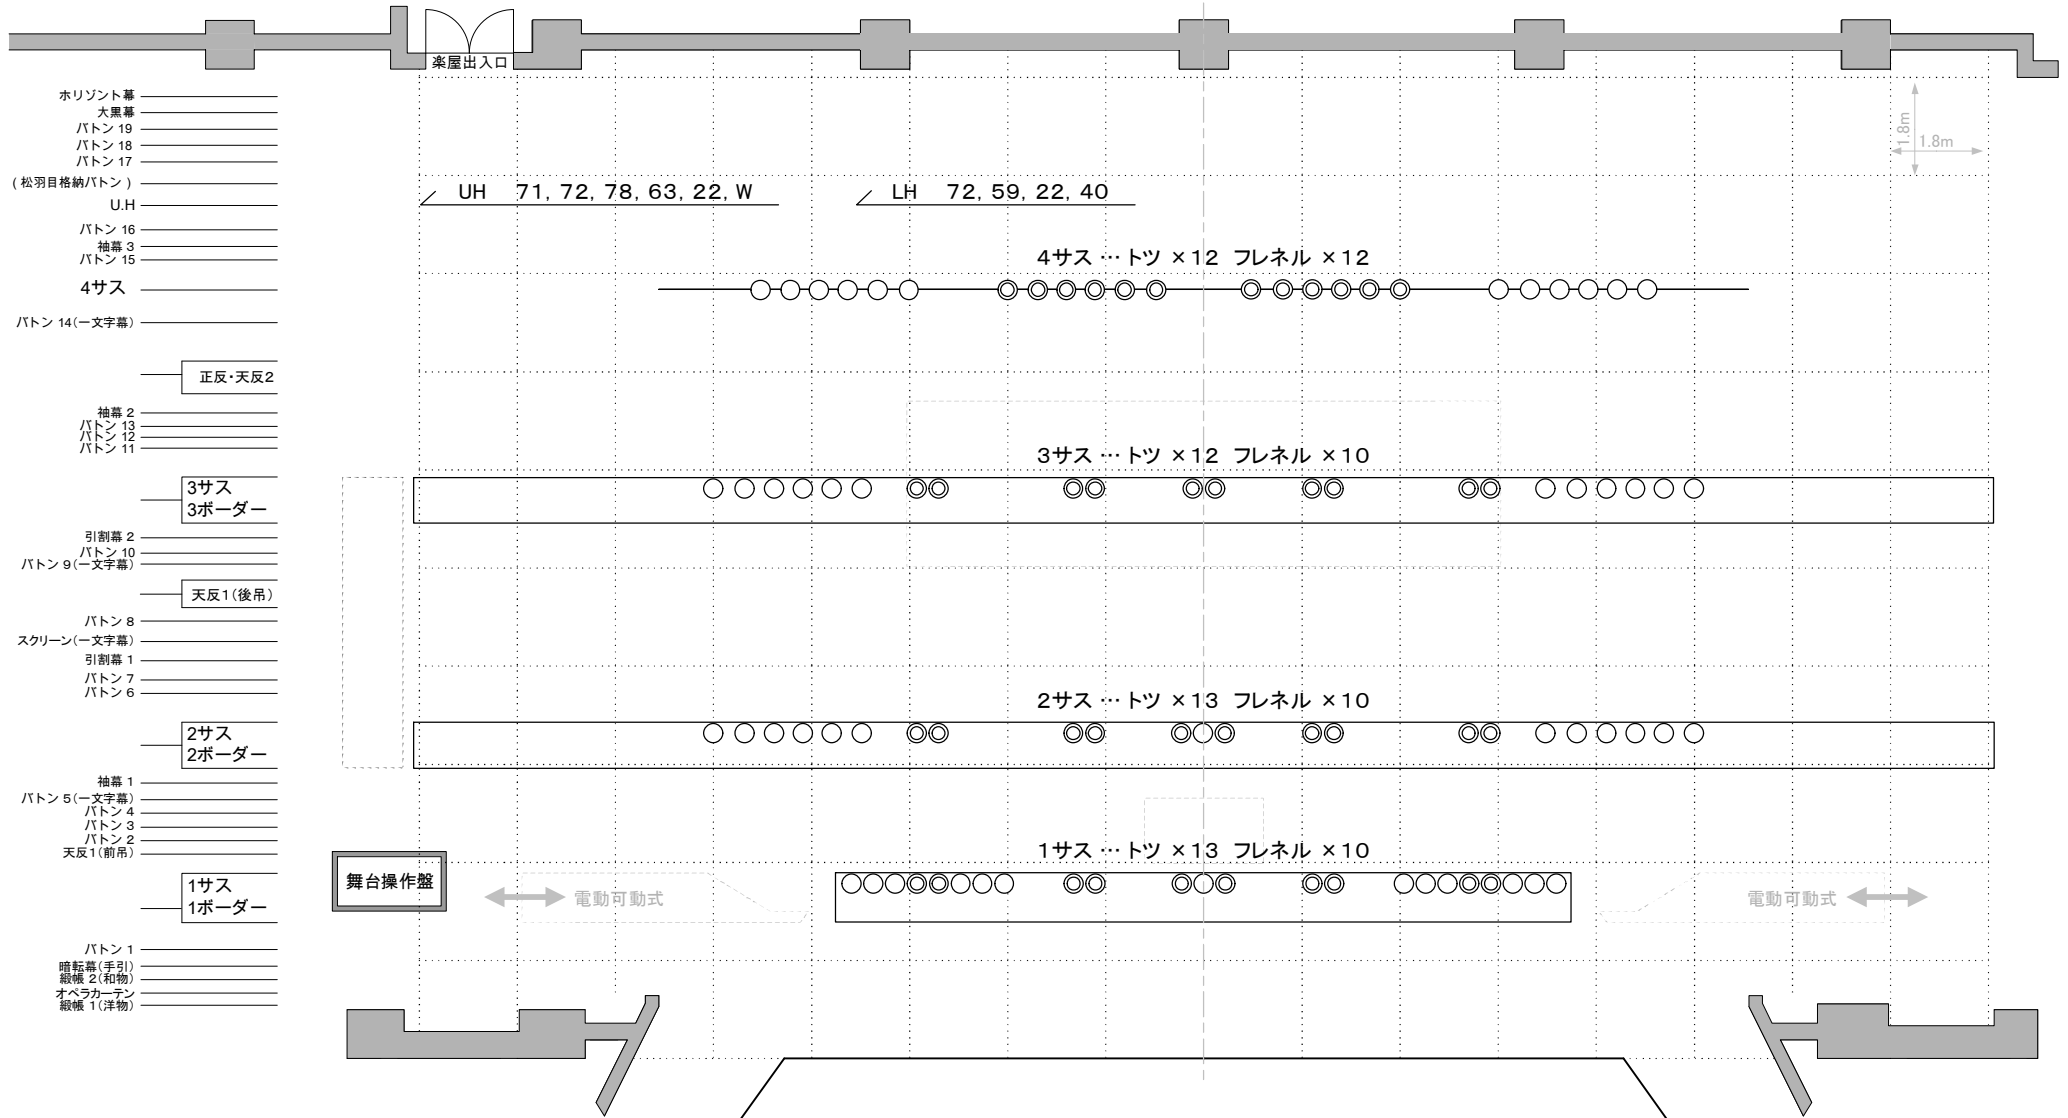 楽屋出入口
ホリゾント幕
大黒幕
バトン 19
バトン 18
バトン 17
( 松羽目格納バトン )
U.H
バトン 16
袖幕 3
バトン 15
4サス
バトン 14(一文字幕)
正反・天反2
袖幕 2
バトン 13
バトン 12
バトン 11
3サス
3ボーダー
引割幕 2
バトン 10
バトン 9(一文字幕)
天反1(後吊)
バトン 8
スクリーン(一文字幕)
引割幕 1
バトン 7
バトン 6
2サス
2ボーダー
袖幕 1
バトン 5(一文字幕)
バトン 4
バトン 3
バトン 2
天反1(前吊)
1サス
1ボーダー
バトン 1
暗転幕(手引)
緞帳 2(和物)
オペラカーテン
緞帳 1(洋物)
1.8m
1.8m
UH 71, 72, 78, 63, 22, W
LH 72, 59, 22, 40
4サス … トツ ×12 フレネル ×12
3サス … トツ ×12 フレネル ×10
2サス … トツ ×13 フレネル ×10
1サス … トツ ×13 フレネル ×10
舞台操作盤
電動可動式
電動可動式